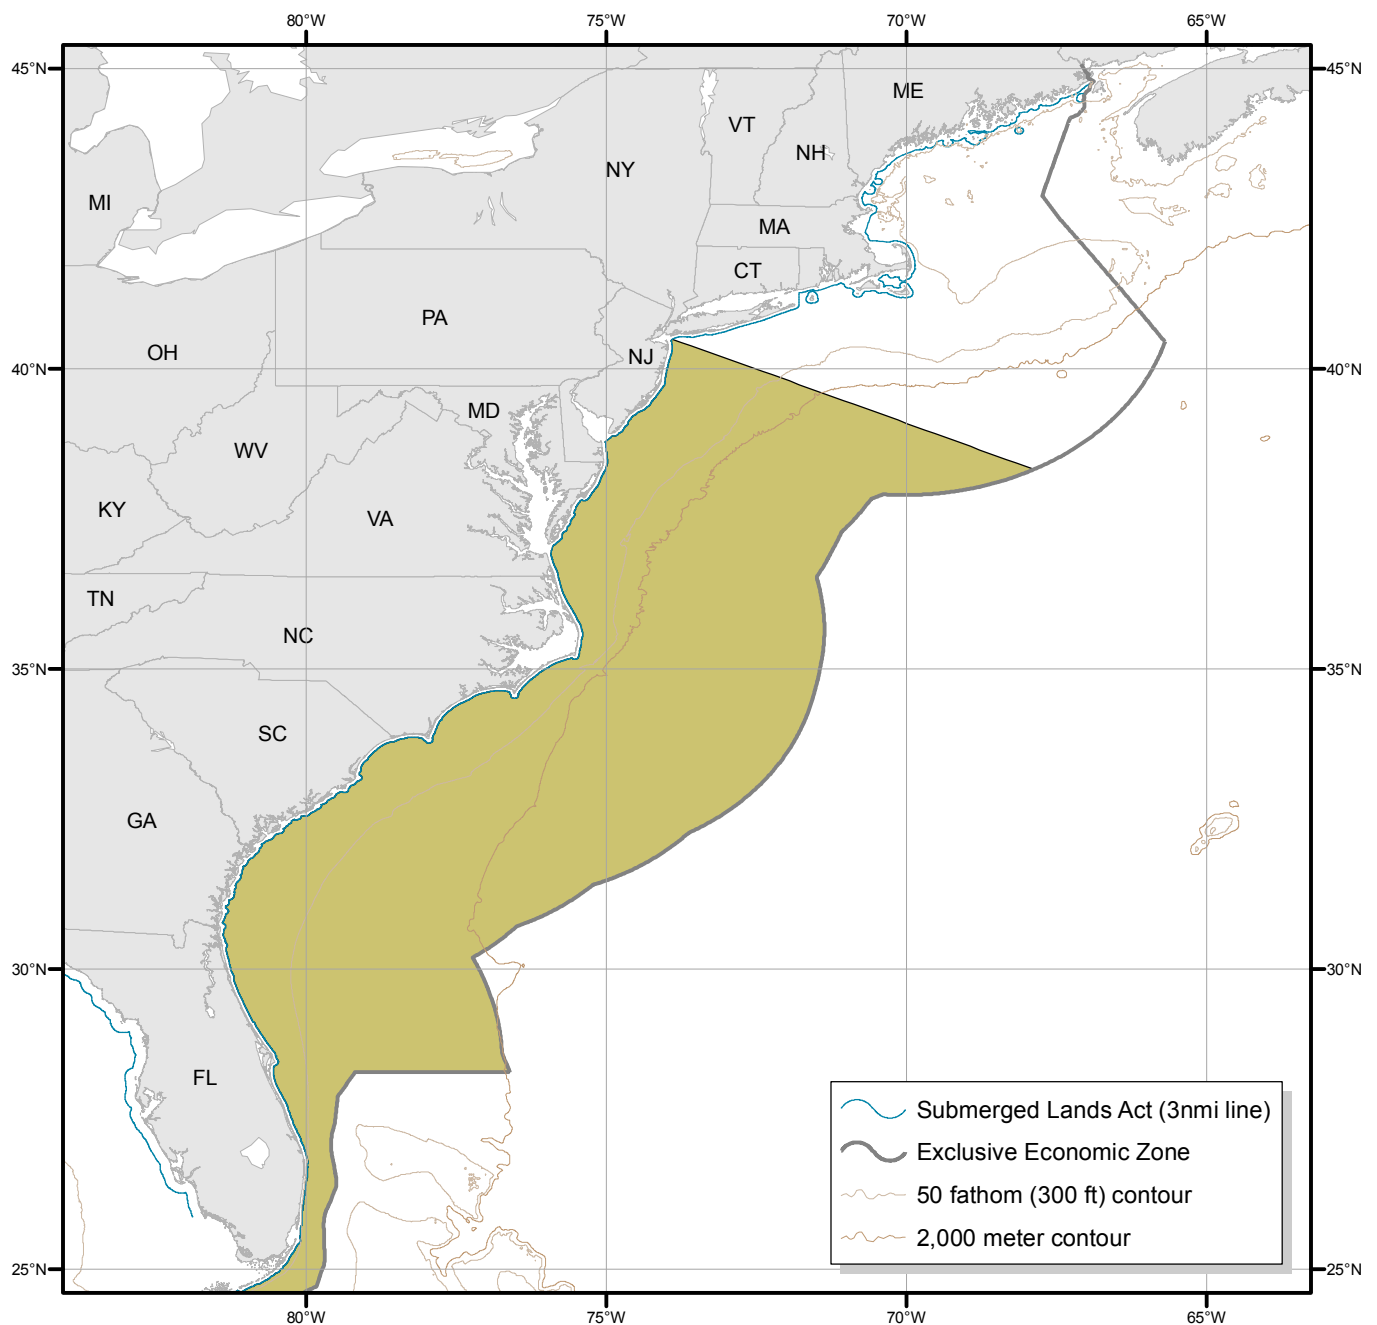 80°W 75°W 70°W 65°W
45°N 45°N
ME
VT
NH
NY
MI
MA
CT
PA
OH
NJ
40°N 40°N
MD
WV
KY
VA
TN
NC
35°N 35°N
SC
GA
30°N 30°N
FL
Submerged Lands Act (3nmi line)
Exclusive Economic Zone
50 fathom (300 ft) contour
2,000 meter contour
25°N 25°N
80°W 75°W 70°W 65°W